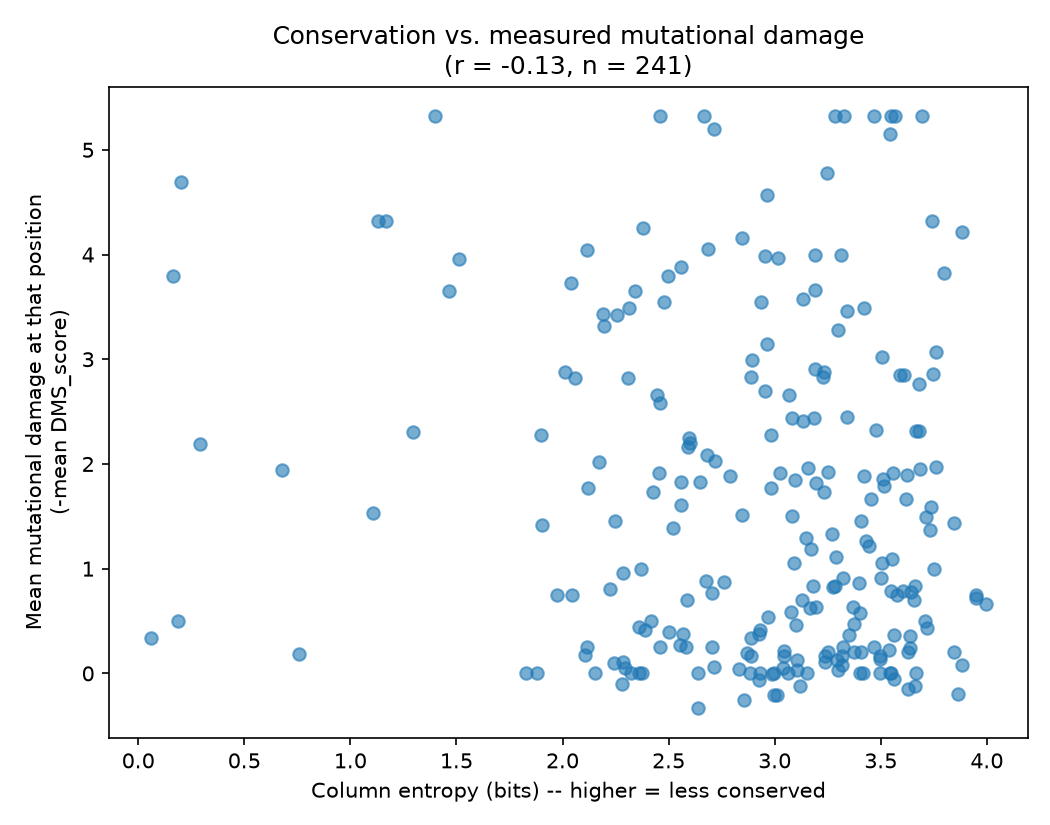 Conservation vs. measured mutational damage
(r = -0.13, n = 241)
Mean mutational damage at that position
(-mean DMS_score)
5
4
3
2
1
0
0.0 0.5 1.0 1.5 2.0 2.5 3.0 3.5 4.0
Column entropy (bits) -- higher = less conserved